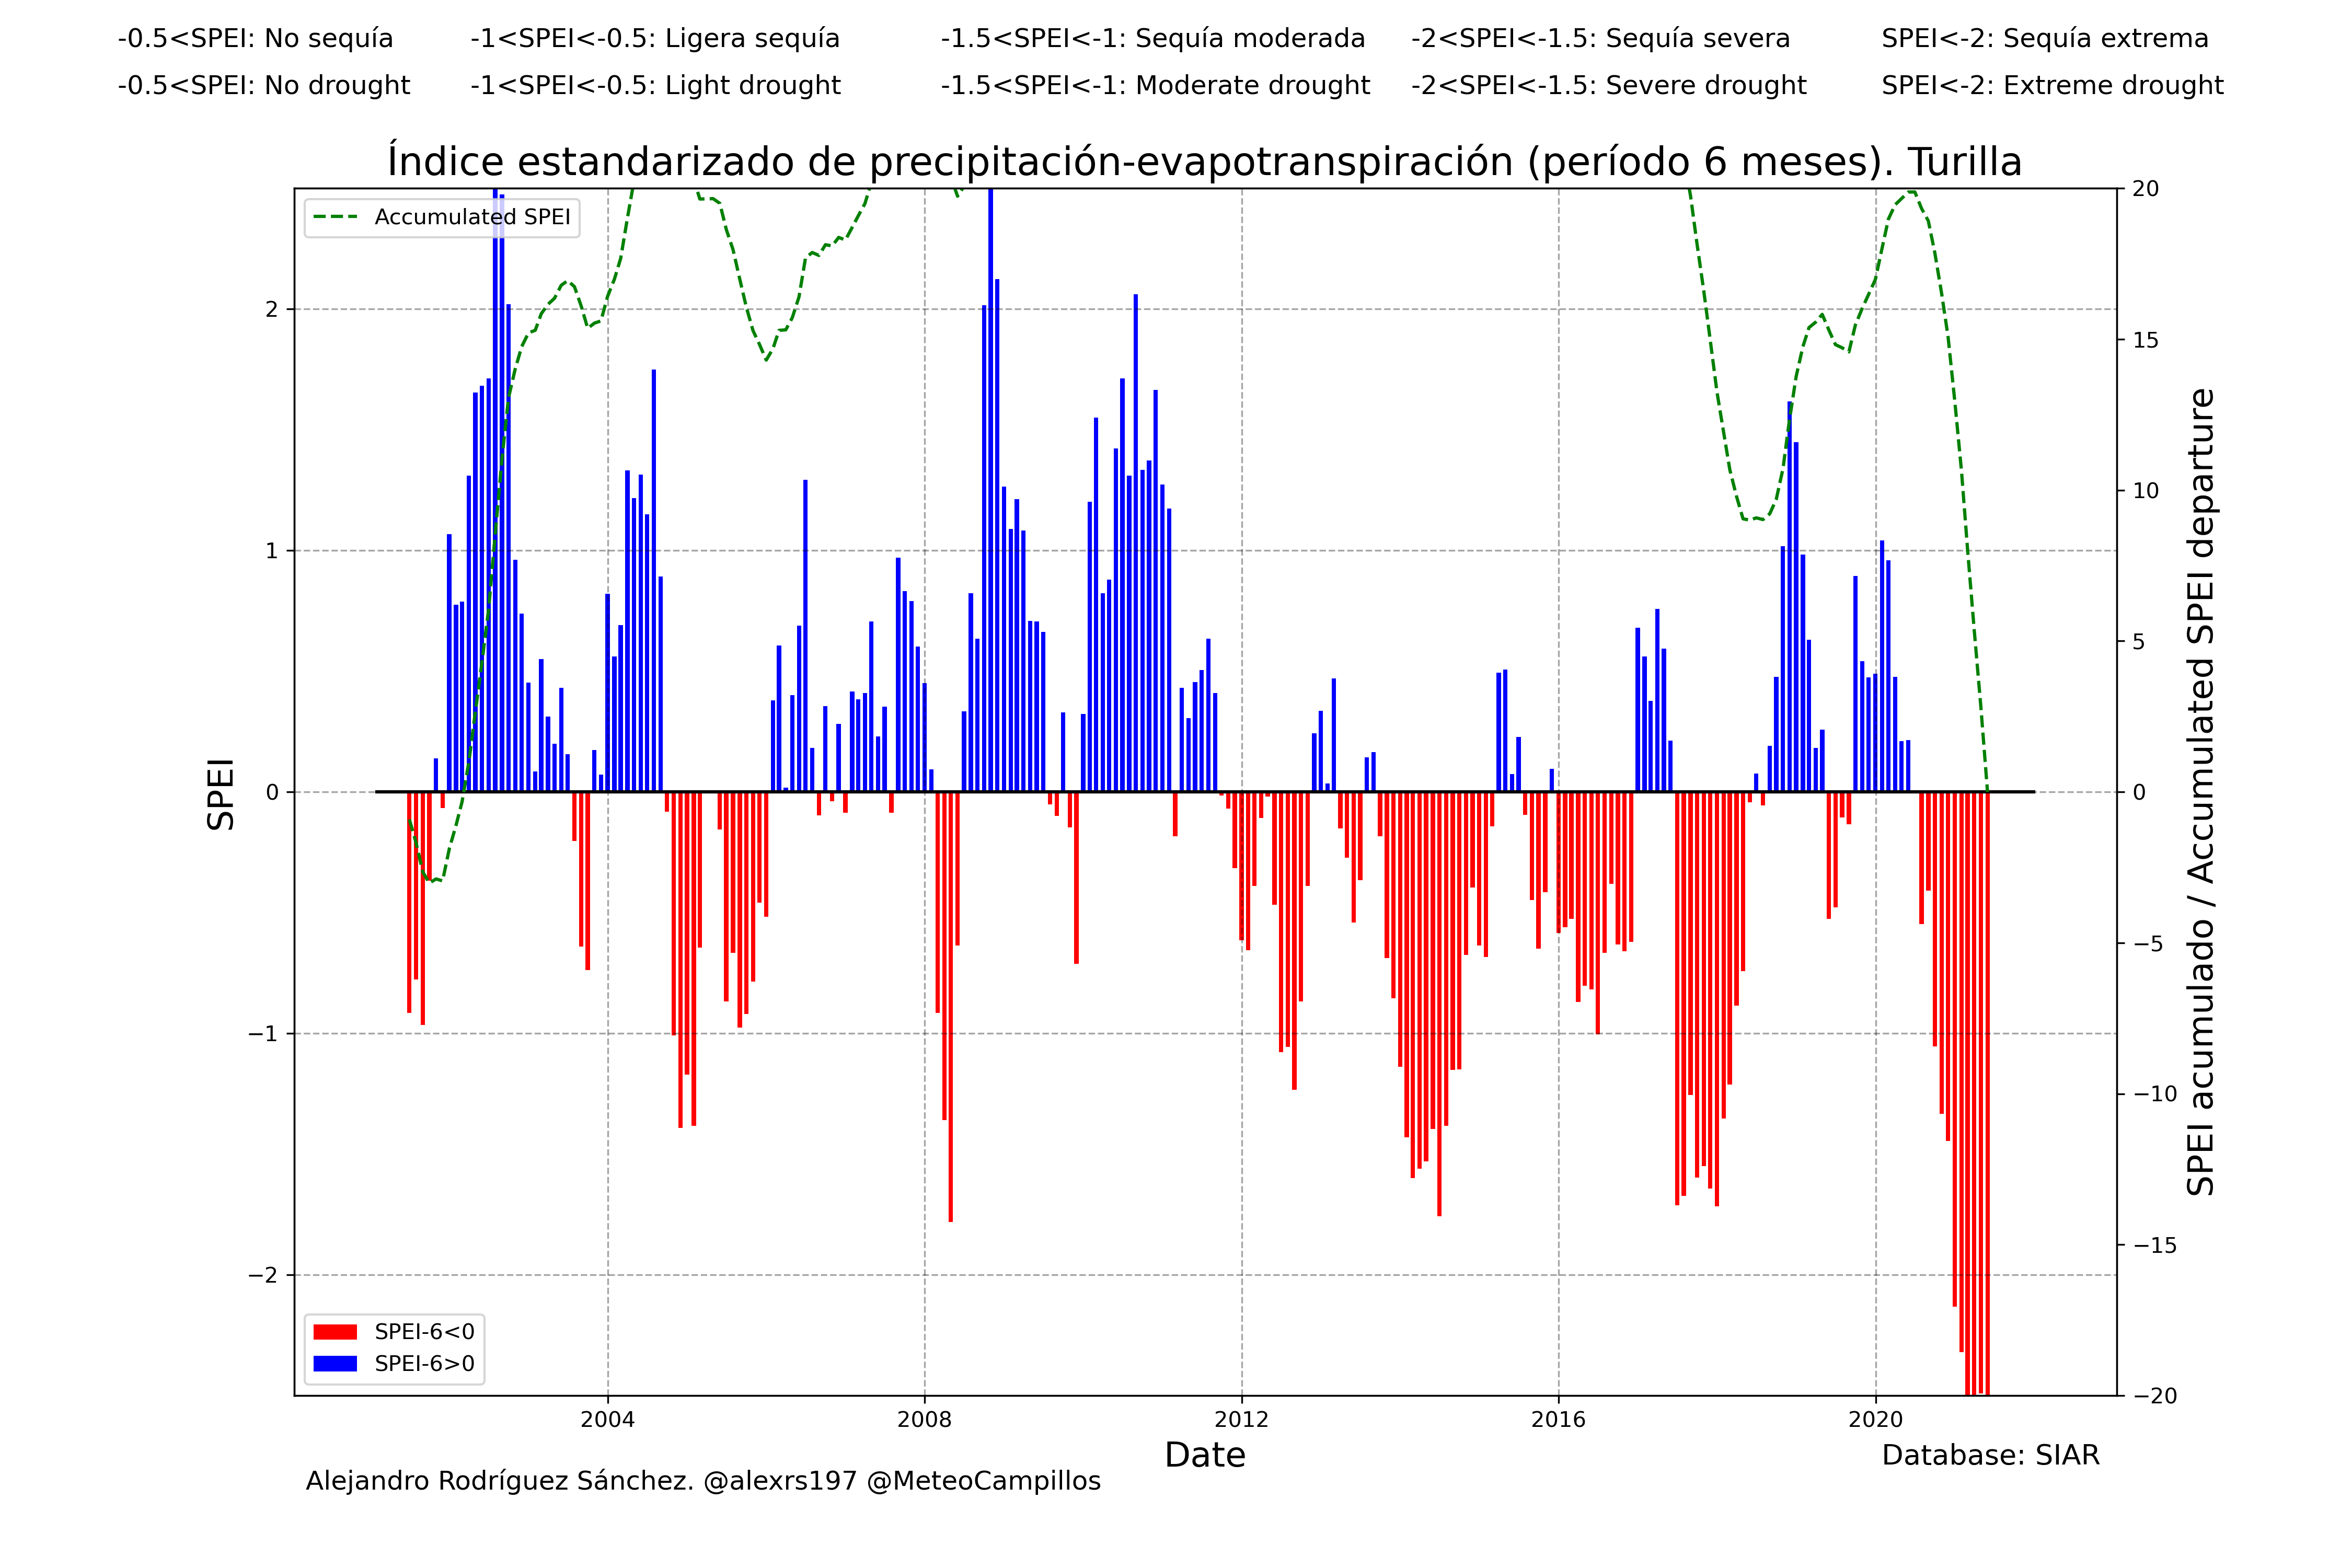 -0.5<SPEI: No sequía -1<SPEI<-0.5: Ligera sequía -1.5<SPEI<-1: Sequía moderada -2<SPEI<-1.5: Sequía severa SPEI<-2: Sequía extrema
-0.5<SPEI: No drought -1<SPEI<-0.5: Light drought -1.5<SPEI<-1: Moderate drought -2<SPEI<-1.5: Severe drought SPEI<-2: Extreme drought
Índice estandarizado de precipitación-evapotranspiración (período 6 meses). Turilla
Accumulated SPEI
2
1
0
−1
−2
SPEI
20
15
10
5
0
−5
−10
−15
−20
SPEI acumulado / Accumulated SPEI departure
SPEI-6<0
SPEI-6>0
2004 2008 2012 2016 2020
Date
Database: SIAR
Alejandro Rodríguez Sánchez. @alexrs197 @MeteoCampillos